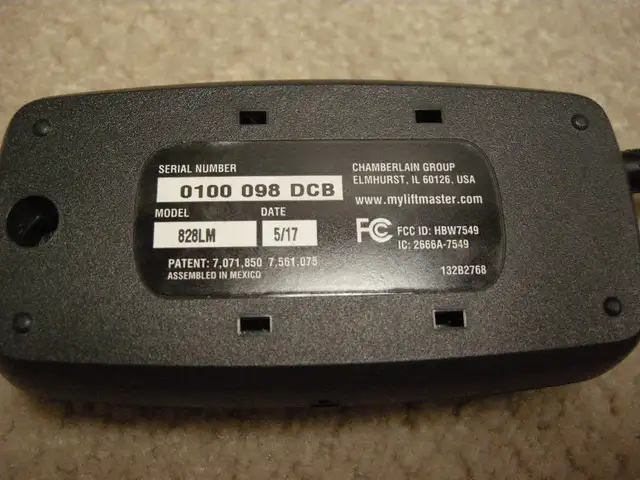 SERIAL NUMBER
0100 098 DCB
MODEL DATE
828LM 5/17
PATENT: 7,071,850 7,561,075
ASSEMBLED IN MEXICO
CHAMBERLAIN GROUP
ELMHURST, IL 60126, USA
www.myliftmaster.com
FC FCC ID: HBW7549
IC: 2666A-7549
132B2768